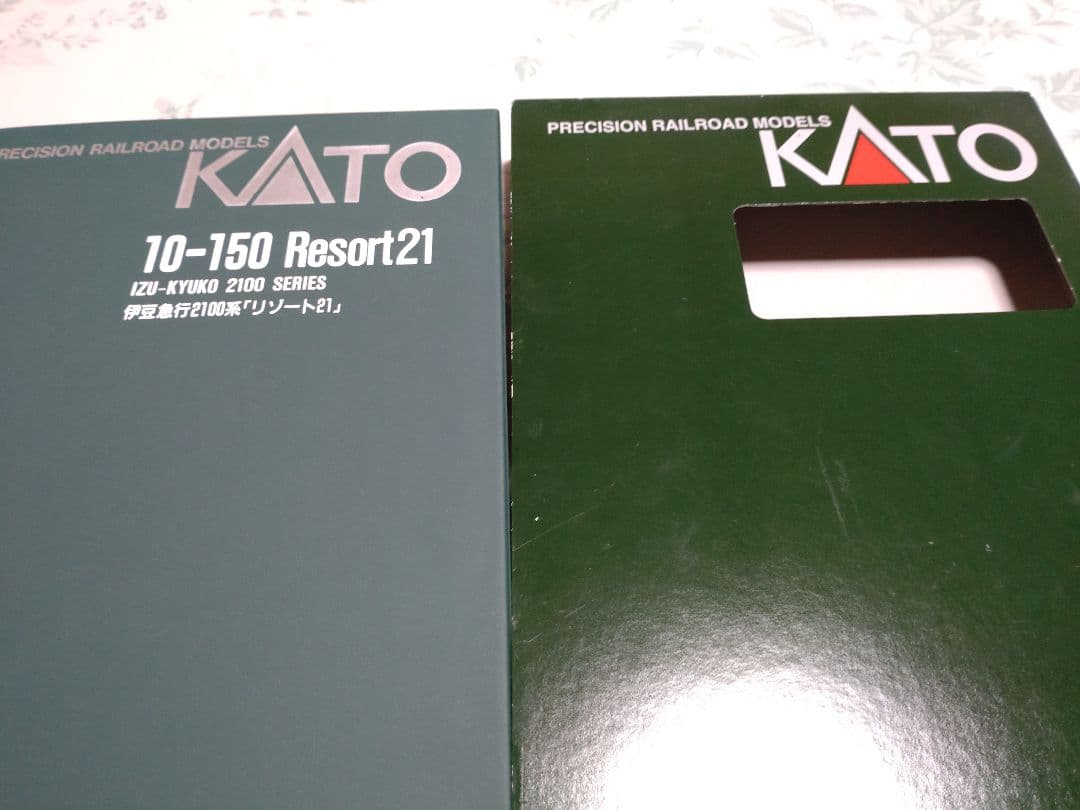 PRECISION RAILROAD MODELS
KATO
10-150 Resort21
IZU-KYUKO 2100 SERIES
伊豆急行2100系「リゾート21」
PRECISION RAILROAD MODELS
KATO